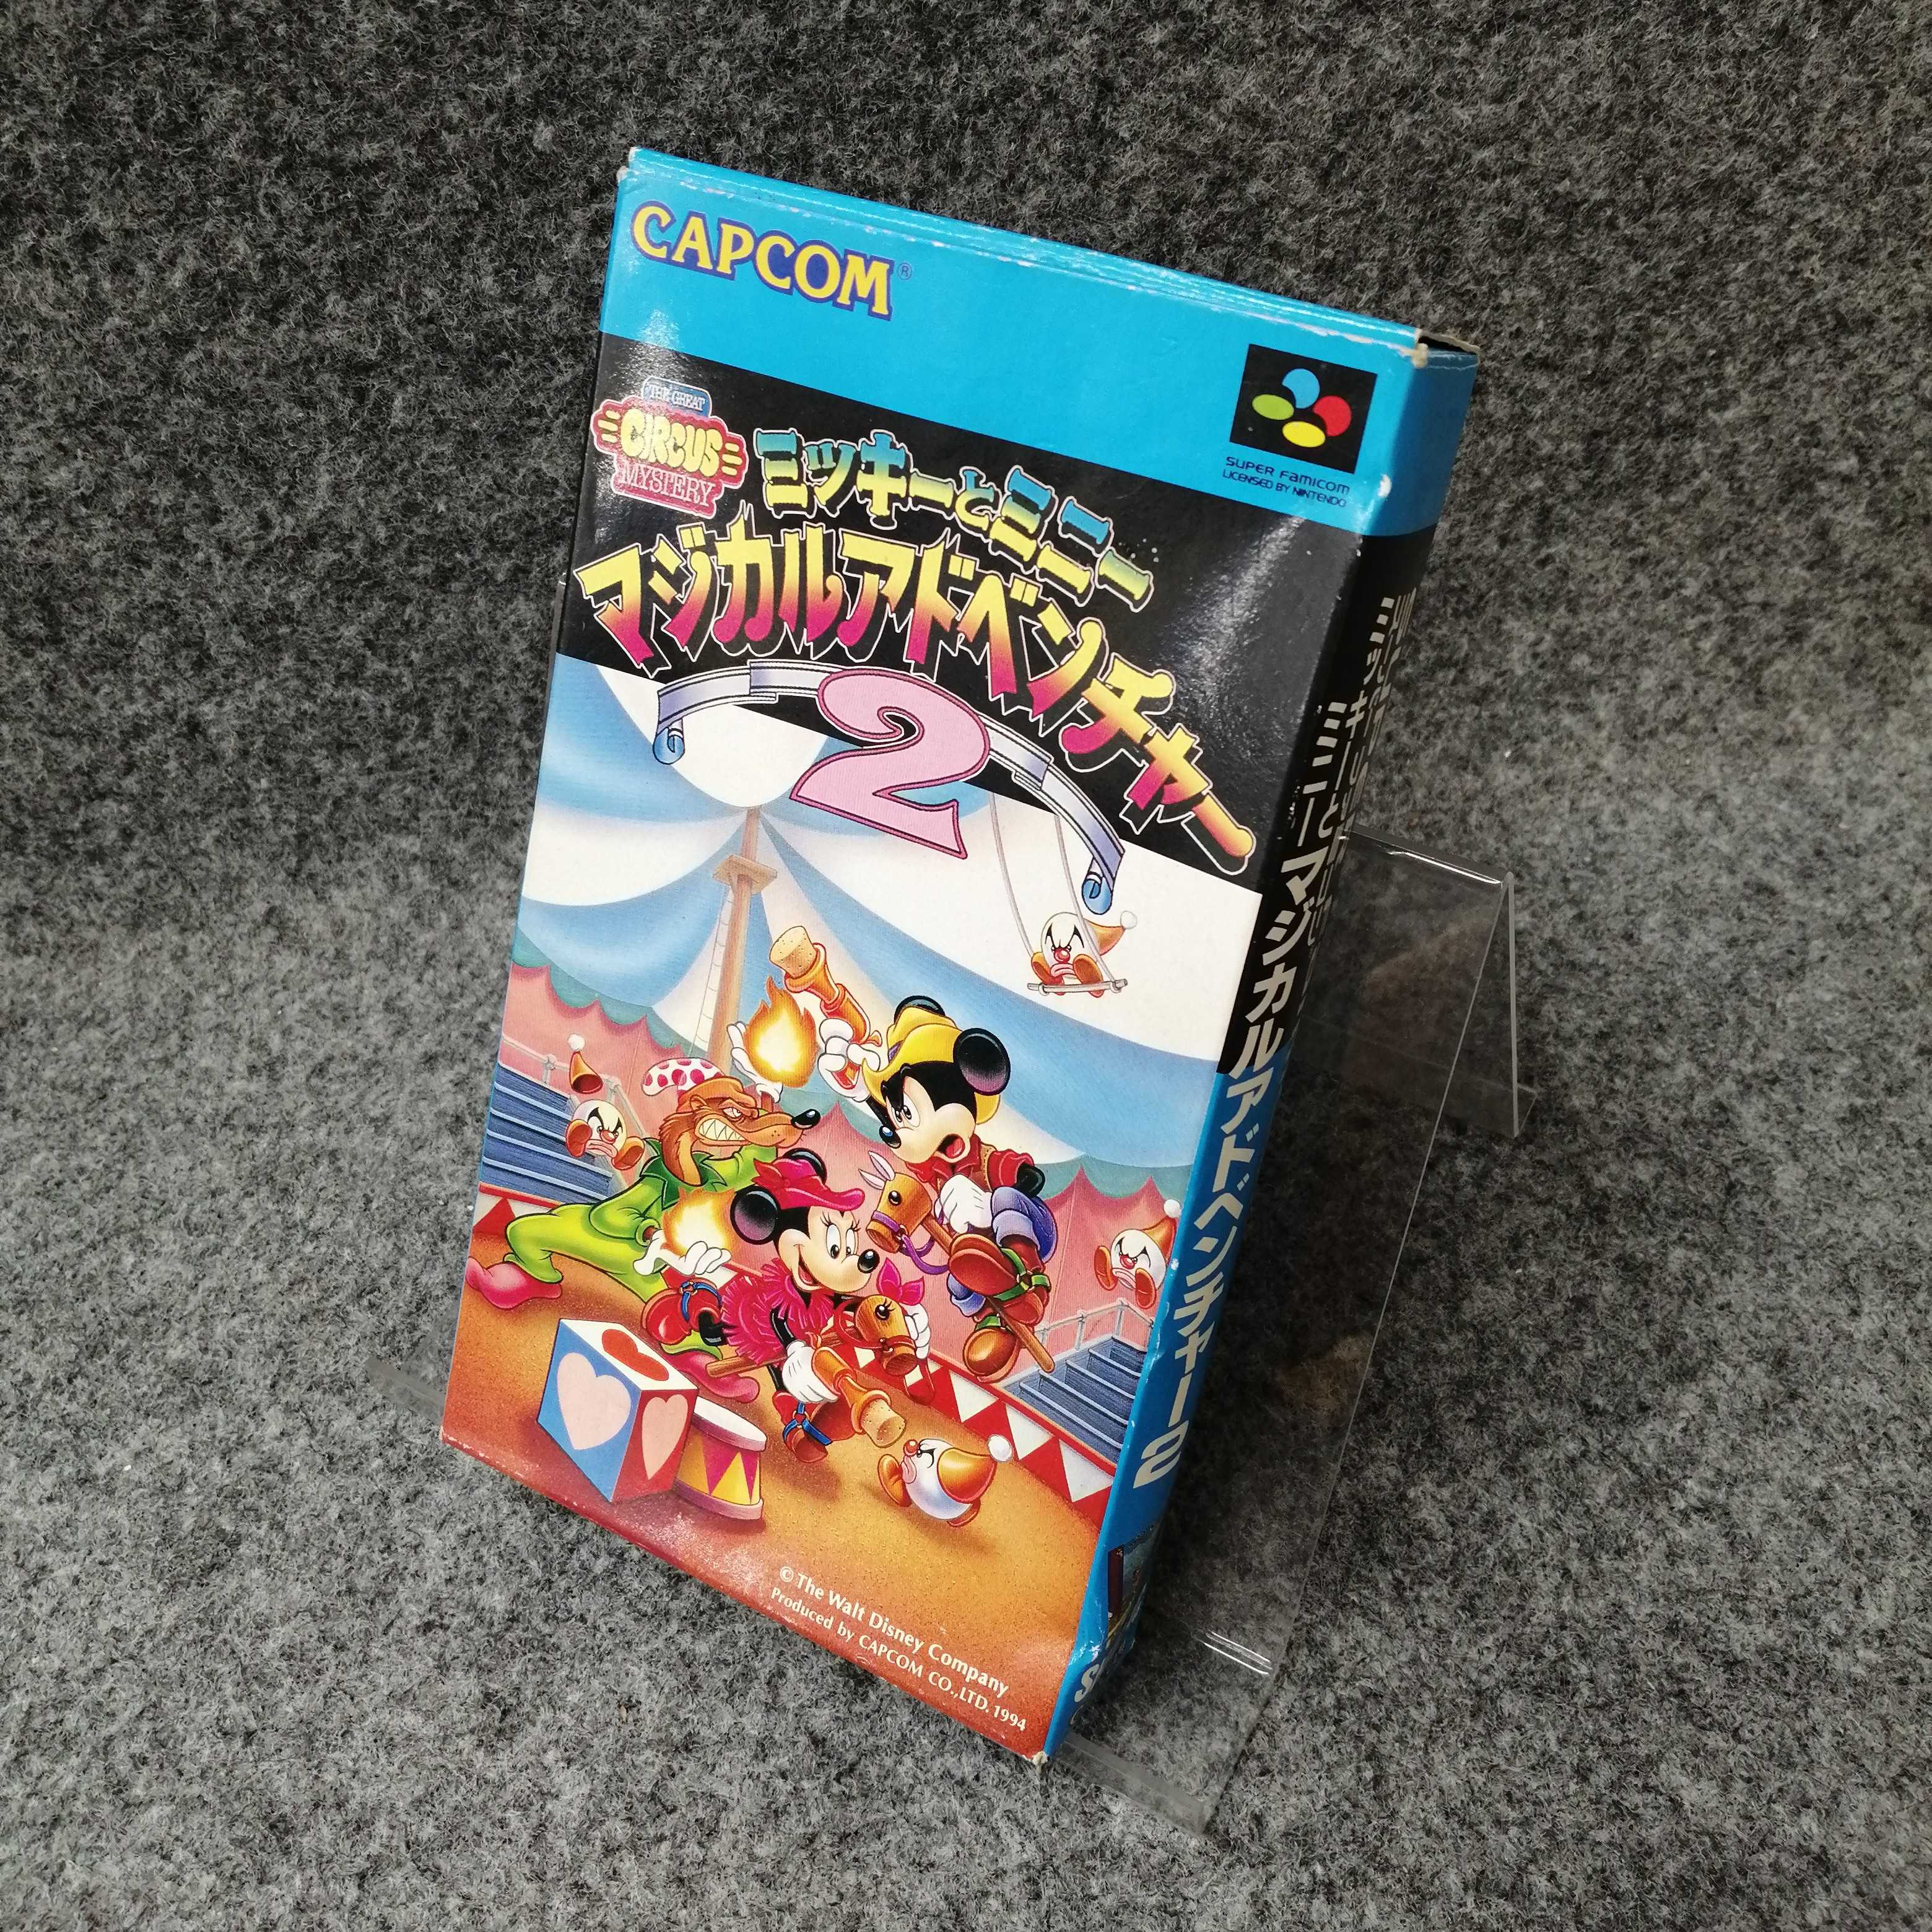 CAPCOM®
SUPER FAMICOM
LICENSED BY NINTENDO
THE GREAT
CIRCUS
MYSTERY
ミッキーとミニー
マジカルアドベンチャー
2
© The Walt Disney Company
Produced by CAPCOM CO.,LTD. 1994
ミッキーと
ミニー マジカルアドベンチャー2